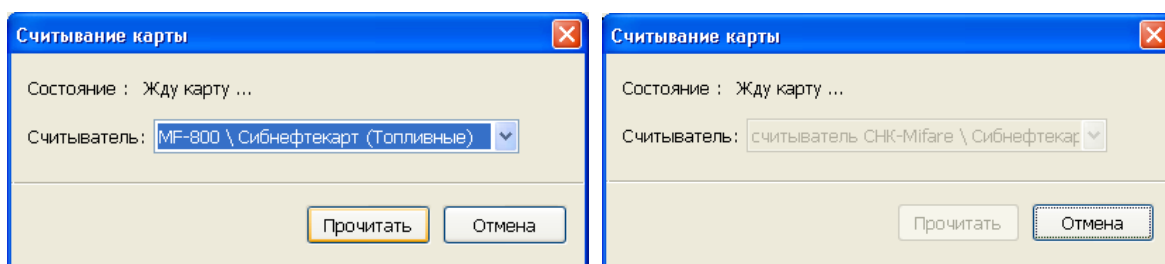 Считывание карты
Состояние : Жду карту ...
Считыватель: MF-800 \ Сибнефтекарт (Топливные)
Прочитать Отмена
Считывание карты
Состояние : Жду карту ...
Считыватель: считыватель СНК-Mifare \ Сибнефтекар
Прочитать Отмена